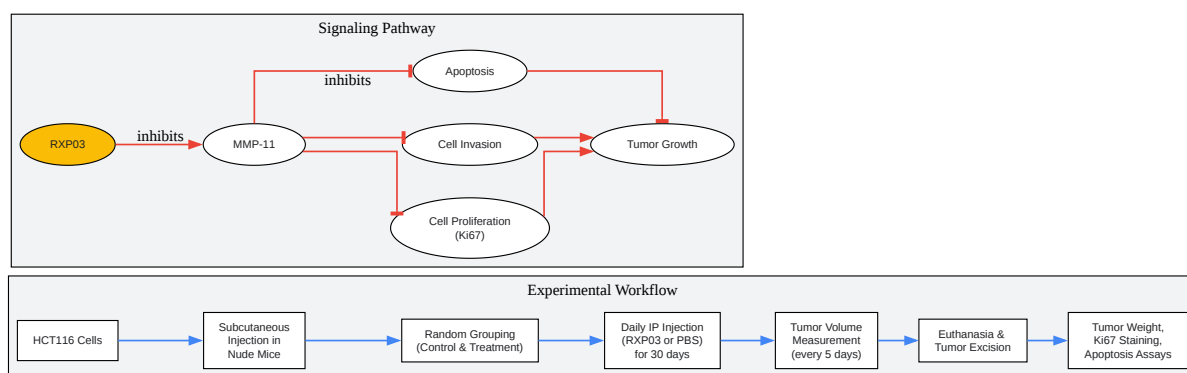 Signaling Pathway
Apoptosis
inhibits
RXP03
inhibits
MMP-11
Cell Invasion
Tumor Growth
Cell Proliferation
(Ki67)
Experimental Workflow
HCT116 Cells
Subcutaneous
Injection in
Nude Mice
Random Grouping
(Control & Treatment)
Daily IP Injection
(RXP03 or PBS)
for 30 days
Tumor Volume
Measurement
(every 5 days)
Euthanasia &
Tumor Excision
Tumor Weight,
Ki67 Staining,
Apoptosis Assays